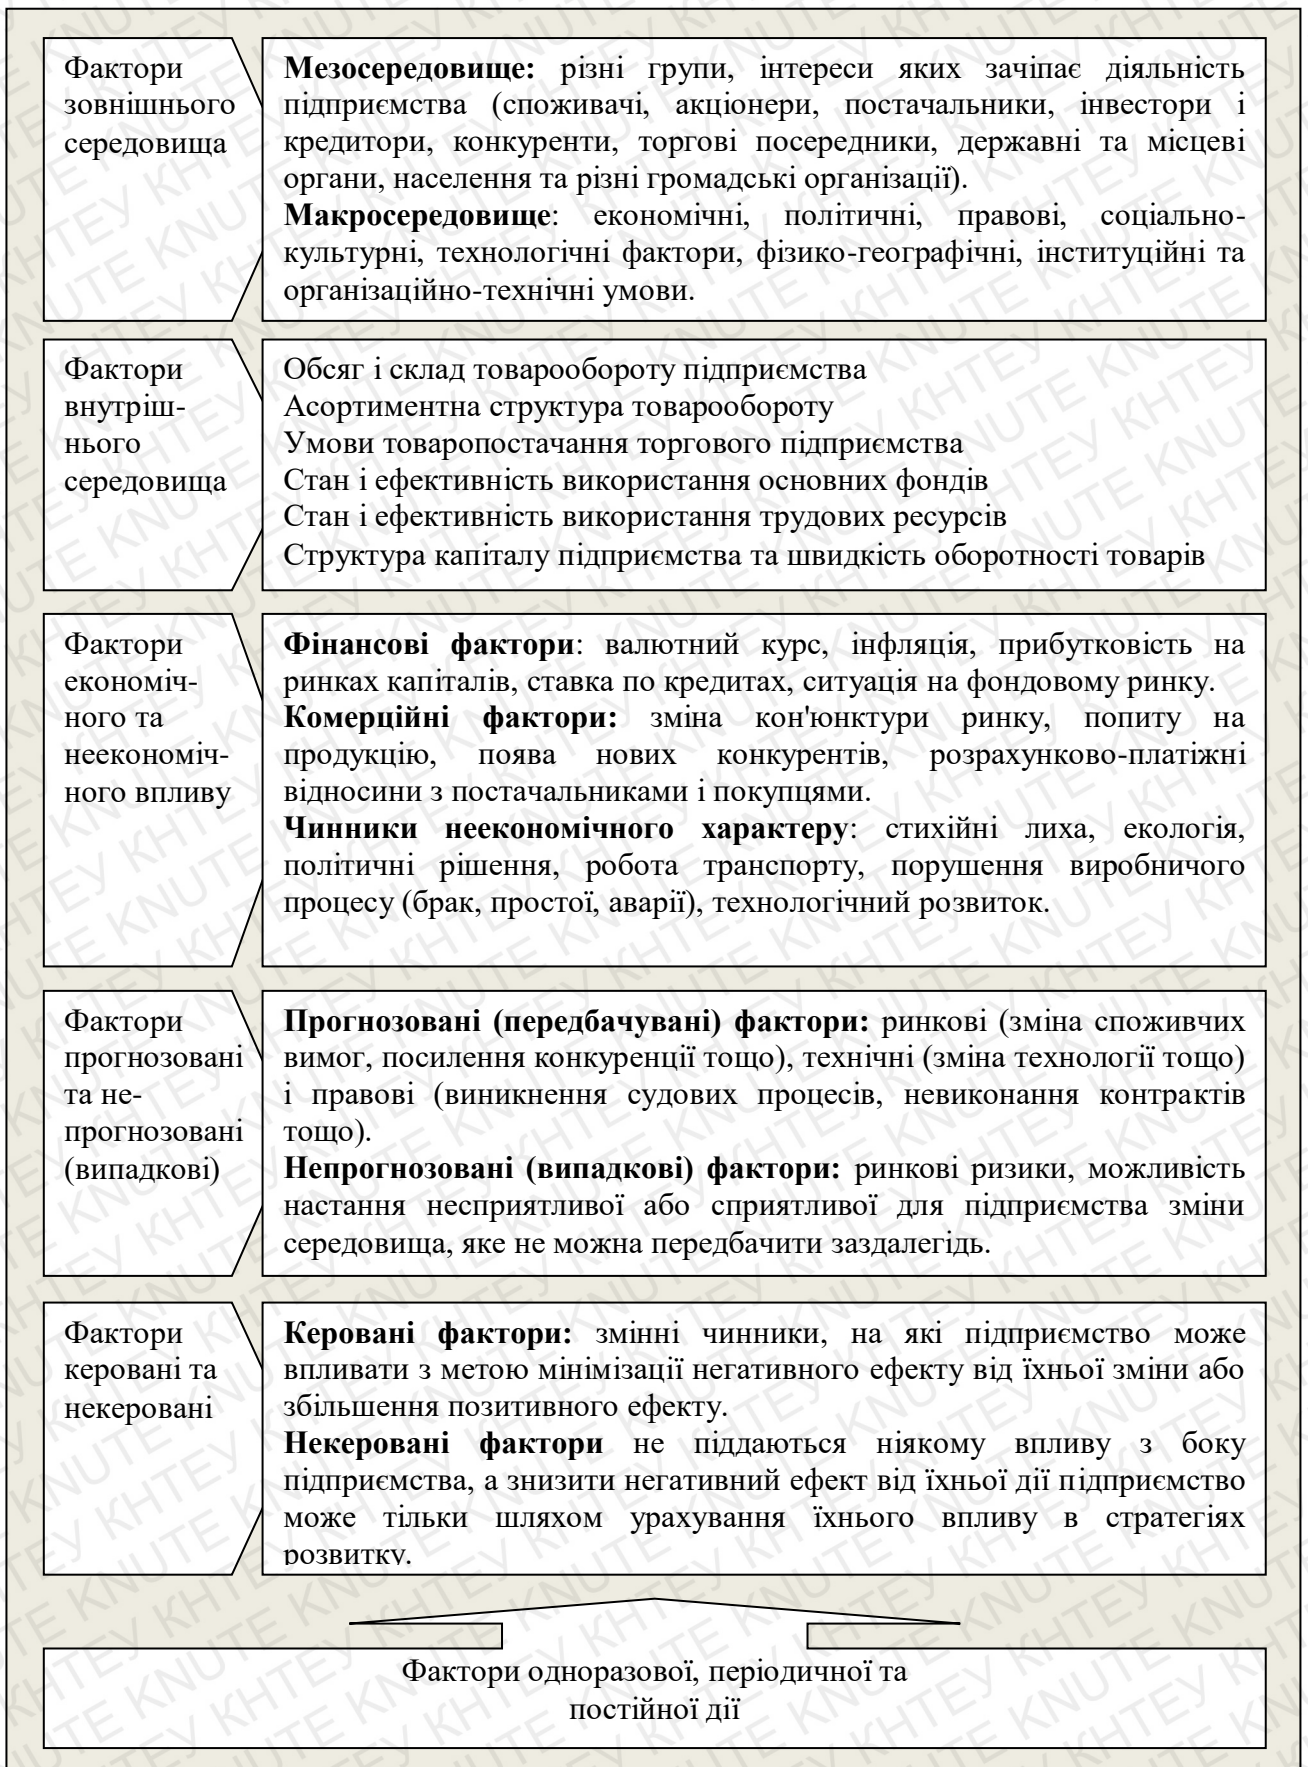 Фактори
зовнішнього
середовища
Мезосередовище: різні групи, інтереси яких зачіпає діяльність
підприємства (споживачі, акціонери, постачальники, інвестори і
кредитори, конкуренти, торгові посередники, державні та місцеві
органи, населення та різні громадські організації).
Макросередовище: економічні, політичні, правові, соціально-
культурні, технологічні фактори, фізико-географічні, інституційні та
організаційно-технічні умови.
Фактори
внутріш-
нього
середовища
Обсяг і склад товарообороту підприємства
Асортиментна структура товарообороту
Умови товаропостачання торгового підприємства
Стан і ефективність використання основних фондів
Стан і ефективність використання трудових ресурсів
Структура капіталу підприємства та швидкість оборотності товарів
Фактори
економіч-
ного та
неекономіч-
ного впливу
Фінансові фактори: валютний курс, інфляція, прибутковість на
ринках капіталів, ставка по кредитах, ситуація на фондовому ринку.
Комерційні фактори: зміна кон'юнктури ринку, попиту на
продукцію, поява нових конкурентів, розрахунково-платіжні
відносини з постачальниками і покупцями.
Чинники неекономічного характеру: стихійні лиха, екологія,
політичні рішення, робота транспорту, порушення виробничого
процесу (брак, простої, аварії), технологічний розвиток.
Фактори
прогнозовані
та не-
прогнозовані
(випадкові)
Прогнозовані (передбачувані) фактори: ринкові (зміна споживчих
вимог, посилення конкуренції тощо), технічні (зміна технології тощо)
і правові (виникнення судових процесів, невиконання контрактів
тощо).
Непрогнозовані (випадкові) фактори: ринкові ризики, можливість
настання несприятливої або сприятливої для підприємства зміни
середовища, яке не можна передбачити заздалегідь.
Фактори
керовані та
некеровані
Керовані фактори: змінні чинники, на які підприємство може
впливати з метою мінімізації негативного ефекту від їхньої зміни або
збільшення позитивного ефекту.
Некеровані фактори не піддаються ніякому впливу з боку
підприємства, а знизити негативний ефект від їхньої дії підприємство
може тільки шляхом урахування їхнього впливу в стратегіях
розвитку.
Фактори одноразової, періодичної та
постійної дії